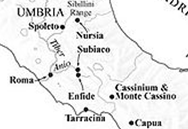 UMBRIA
Sibillini
Range
Spoleto
Nursia
Tiber
Subiaco
Anio
Roma
Cassinium &
Monte Cassino
Enfide
Tarracina
Capua